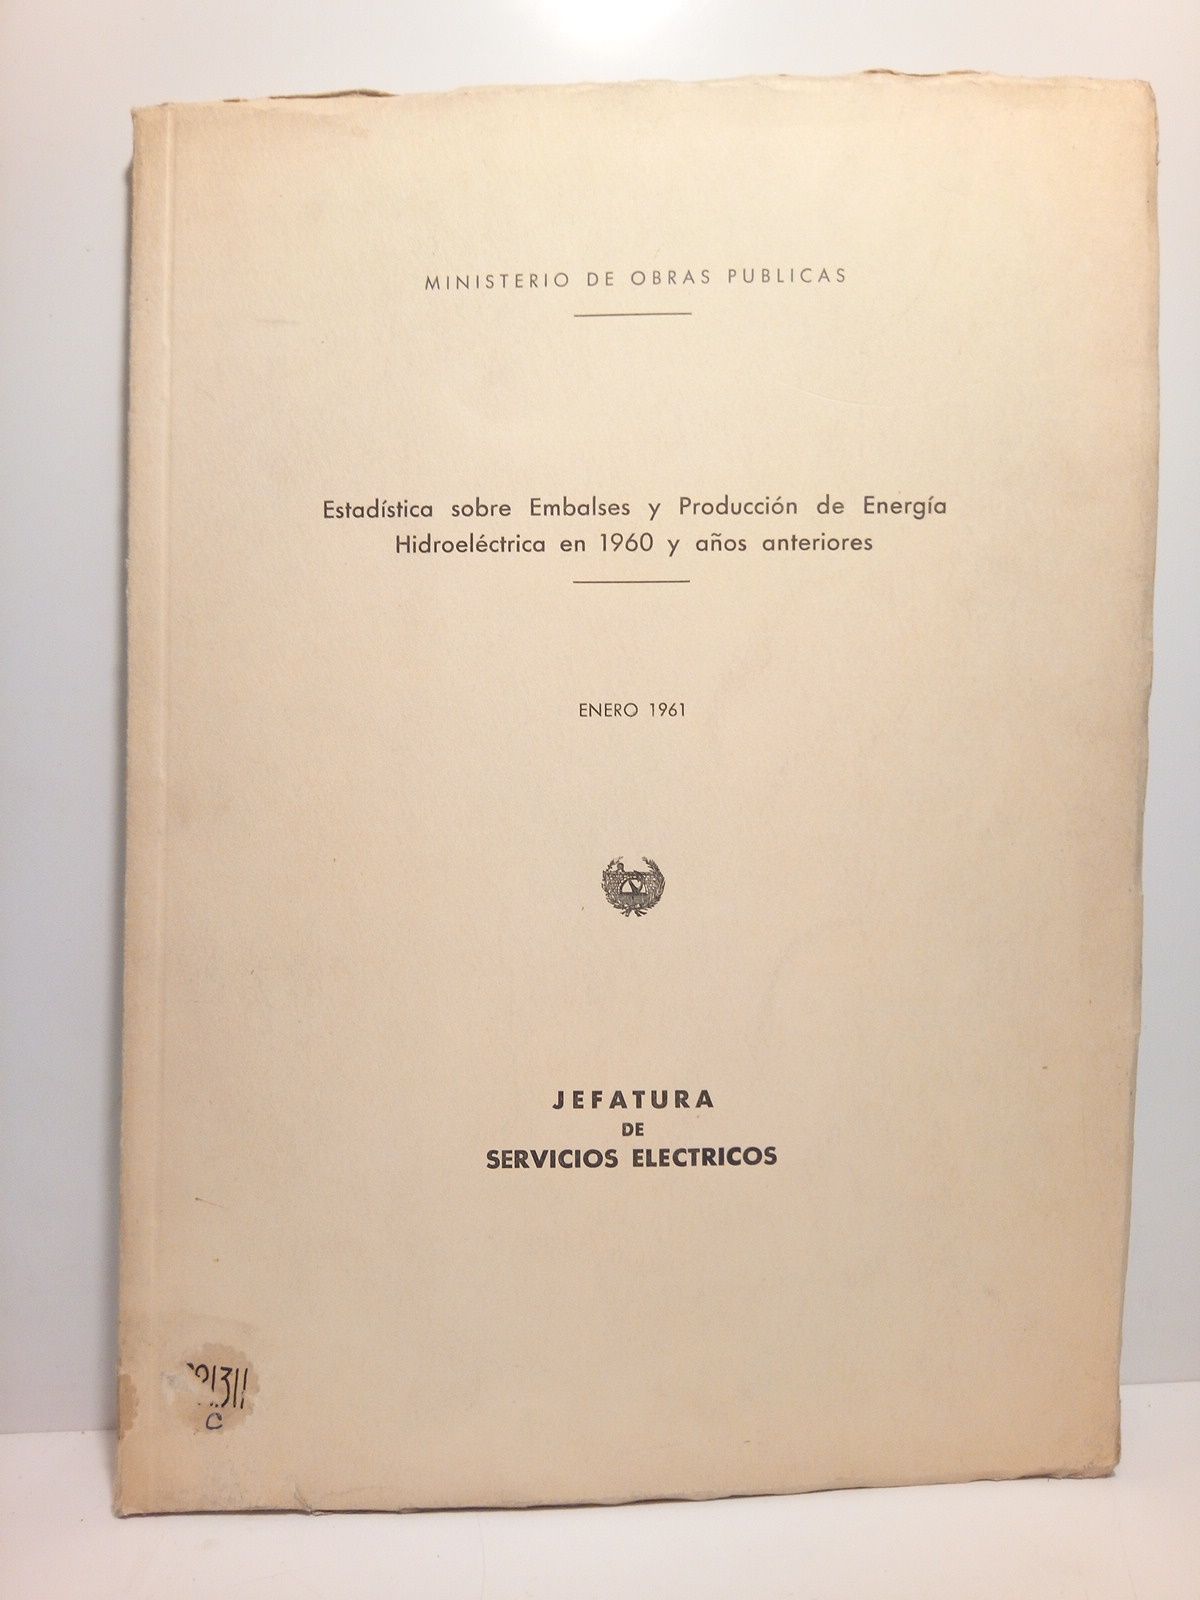 MINISTERIO DE OBRAS PUBLICAS
Estadística sobre Embalses y Producción de Energía
Hidroeléctrica en 1960 y años anteriores
ENERO 1961
JEFATURA
DE
SERVICIOS ELECTRICOS
C